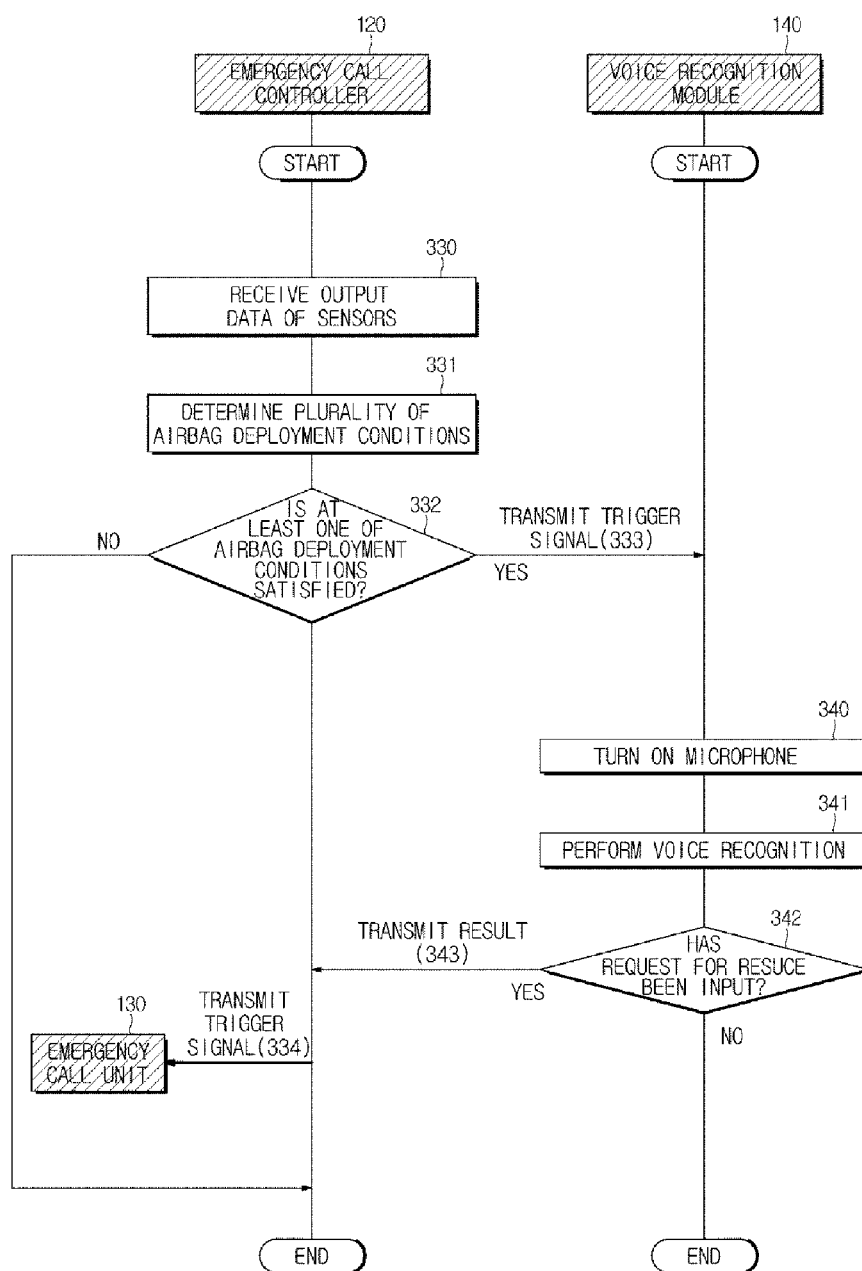 120
EMERGENCY CALL
CONTROLLER
140
VOICE RECOGNITION
MODULE
START
START
330
RECEIVE OUTPUT
DATA OF SENSORS
331
DETERMINE PLURALITY OF
AIRBAG DEPLOYMENT CONDITIONS
332
IS AT
LEAST ONE OF
AIRBAG DEPLOYMENT
CONDITIONS
SATISFIED?
NO
TRANSMIT TRIGGER
SIGNAL(333)
YES
340
TURN ON MICROPHONE
341
PERFORM VOICE RECOGNITION
342
HAS
REQUEST FOR RESUCE
BEEN INPUT?
TRANSMIT RESULT
(343)
YES
NO
TRANSMIT
TRIGGER
SIGNAL(334)
130
EMERGENCY
CALL UNIT
END
END